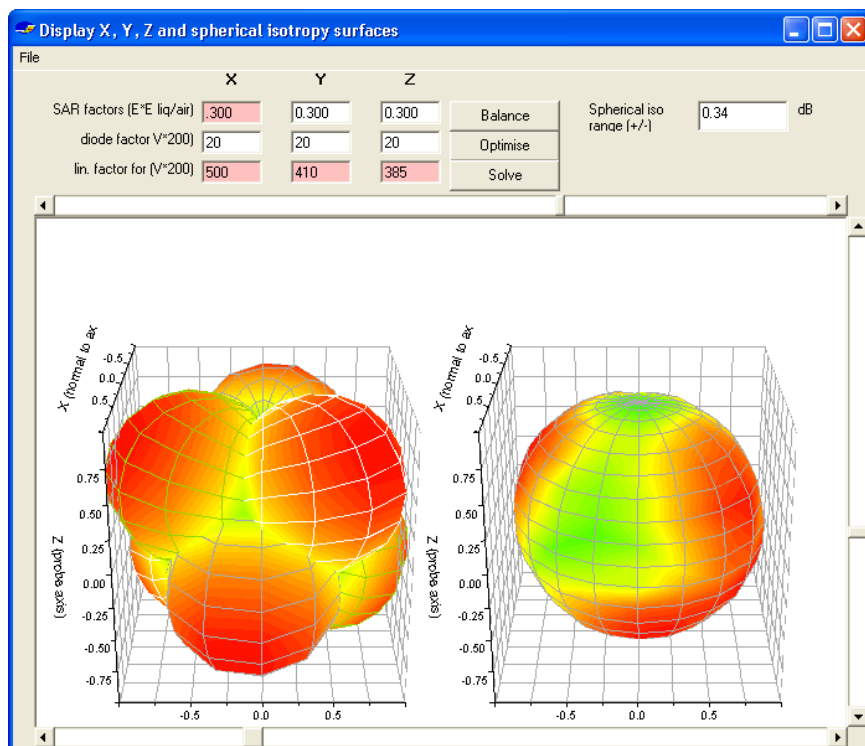 Display X, Y, Z and spherical isotropy surfaces
File
X Y Z
SAR factors (E*E liq/air) .300 0.300 0.300 Balance Spherical iso range (+/-) 0.34 dB
diode factor V*200) 20 20 20 Optimise
lin. factor for (V*200) 500 410 385 Solve
X (normal to ax
-0.5
0.0
0.5
0.75
0.50
0.25
0.00
-0.25
-0.50
-0.75
Z (probe axis)
-0.5 0.0 0.5
X (normal to ax
-0.5
0.0
0.5
0.75
0.50
0.25
0.00
-0.25
-0.50
-0.75
Z (probe axis)
-0.5 0.0 0.5